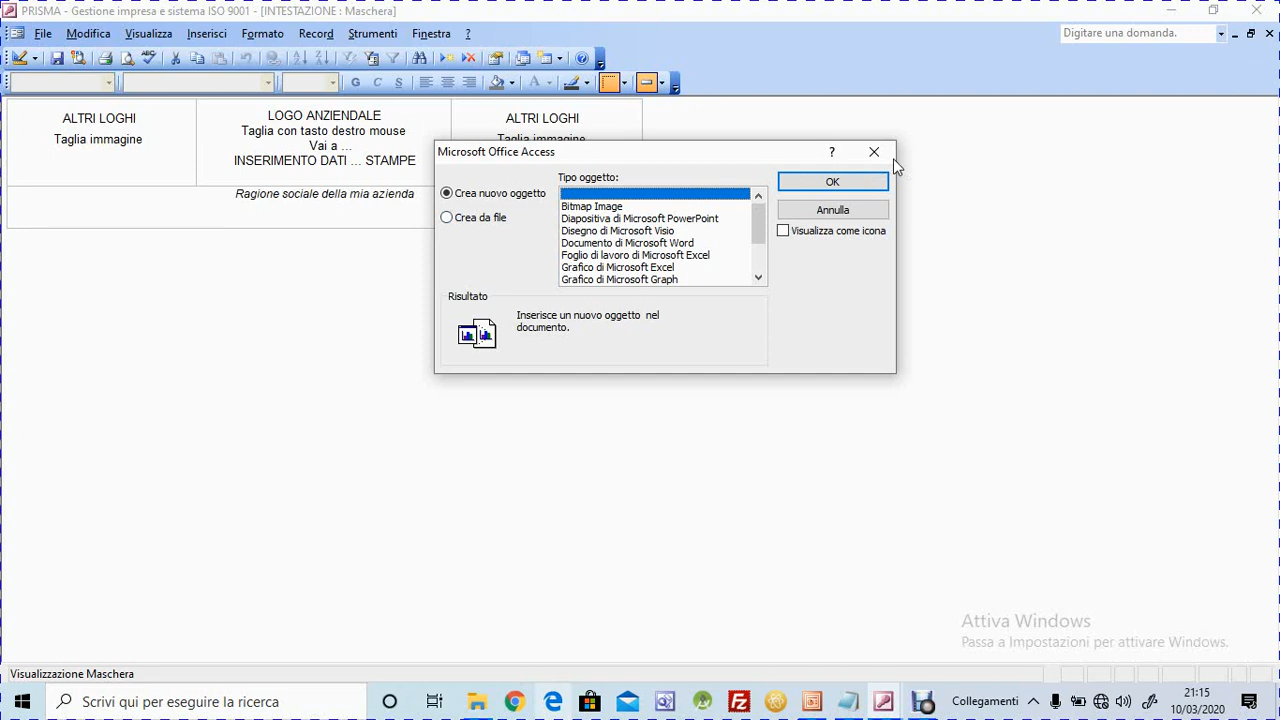 PRISMA - Gestione impresa e sistema ISO 9001 - [INTESTAZIONE : Maschera]
File Modifica Visualizza Inserisci Formato Record Strumenti Finestra ?
Digitare una domanda.
G C S
A
ALTRI LOGHI
Taglia immagine
LOGO ANZIENDALE
Taglia con tasto destro mouse
Vai a ...
INSERIMENTO DATI ... STAMPE
ALTRI LOGHI
Taglia immagine
Ragione sociale della mia azienda
Microsoft Office Access
?
Crea nuovo oggetto
Crea da file
Tipo oggetto:
Bitmap Image
Diapositiva di Microsoft PowerPoint
Disegno di Microsoft Visio
Documento di Microsoft Word
Foglio di lavoro di Microsoft Excel
Grafico di Microsoft Excel
Grafico di Microsoft Graph
OK
Annulla
Visualizza come icona
Risultato
Inserisce un nuovo oggetto nel
documento.
Attiva Windows
Passa a Impostazioni per attivare Windows.
Visualizzazione Maschera
Scrivi qui per eseguire la ricerca
Collegamenti
21:15
10/03/2020